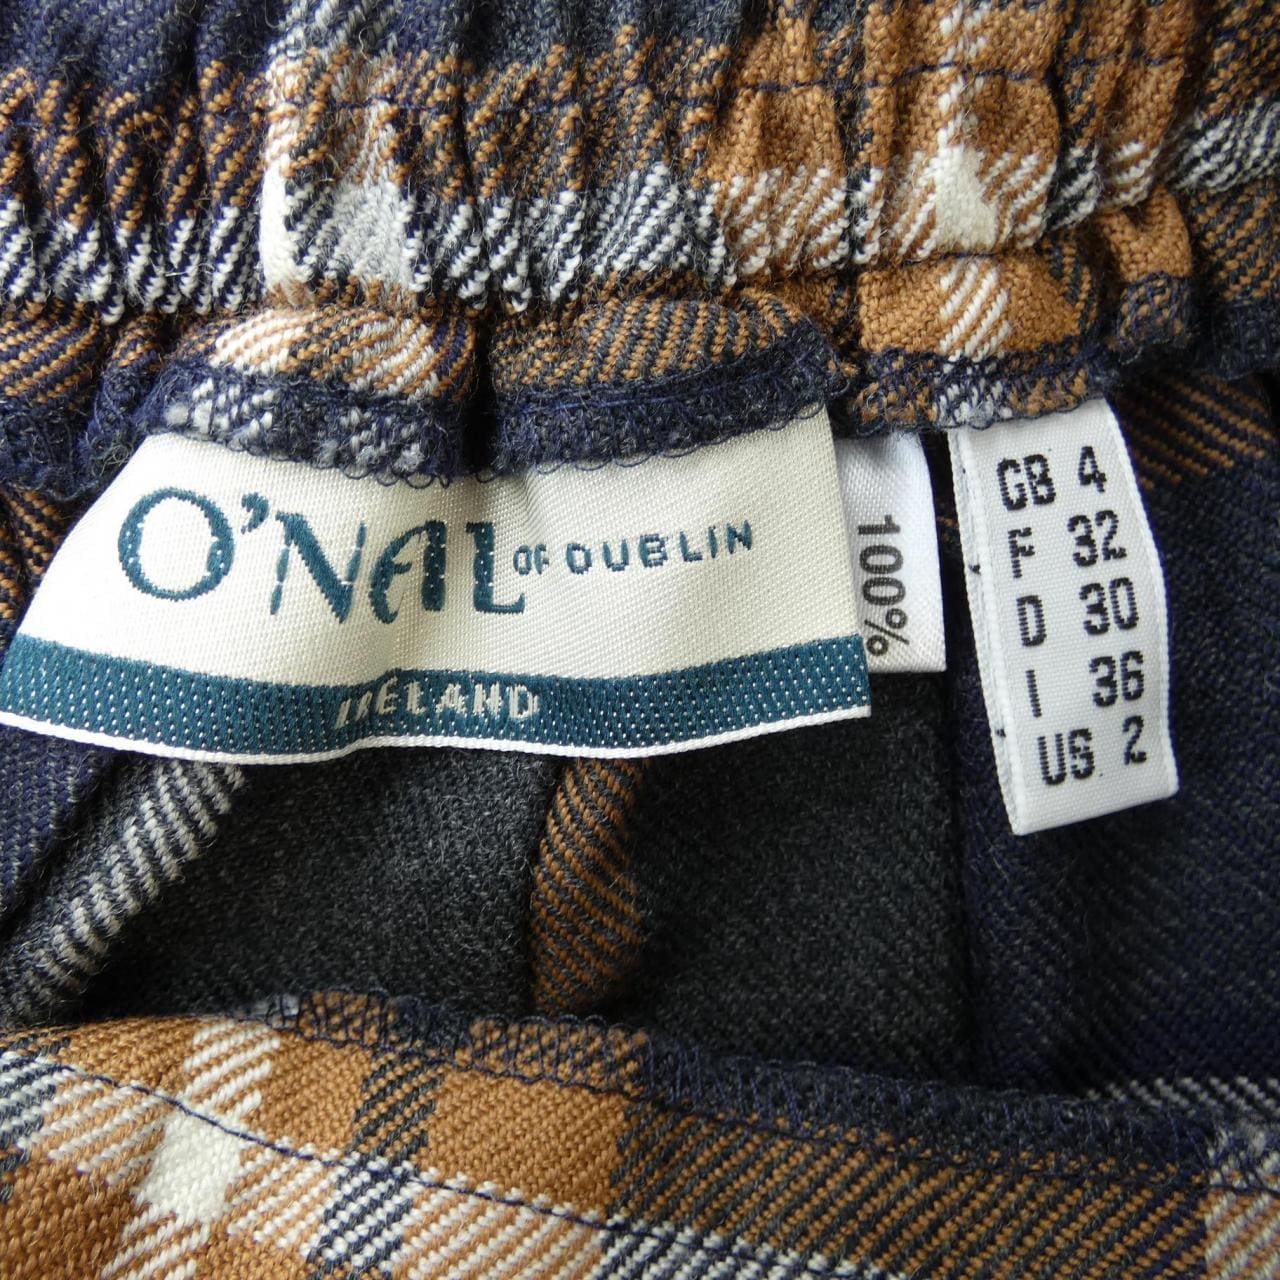 O'NAL OF DUBLIN
IRELAND
100%
GB 4
F 32
D 30
I 36
US 2